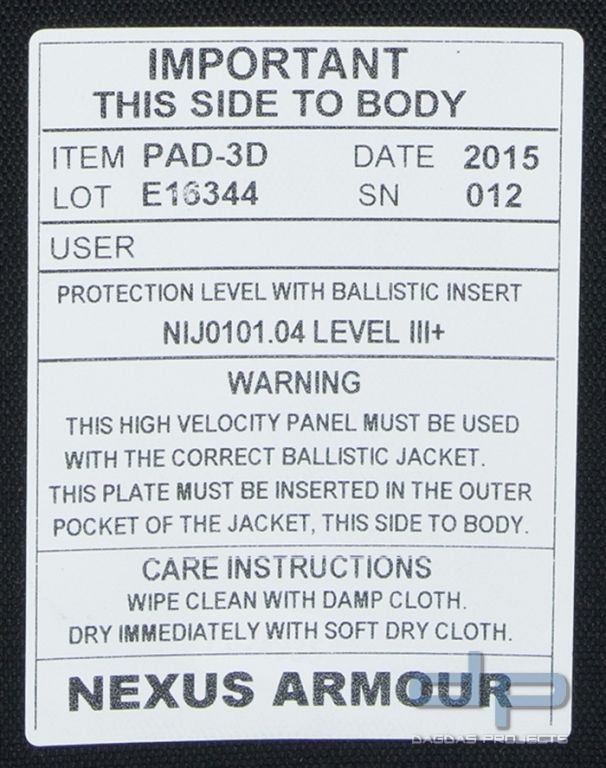 IMPORTANT
THIS SIDE TO BODY
ITEM PAD-3D DATE 2015
LOT E16344 SN 012
USER
PROTECTION LEVEL WITH BALLISTIC INSERT
NIJ0101.04 LEVEL III+
WARNING
THIS HIGH VELOCITY PANEL MUST BE USED
WITH THE CORRECT BALLISTIC JACKET.
THIS PLATE MUST BE INSERTED IN THE OUTER
POCKET OF THE JACKET, THIS SIDE TO BODY.
CARE INSTRUCTIONS
WIPE CLEAN WITH DAMP CLOTH.
DRY IMMEDIATELY WITH SOFT DRY CLOTH.
NEXUS ARMOUR
dp
DAGDAS PROJECTS